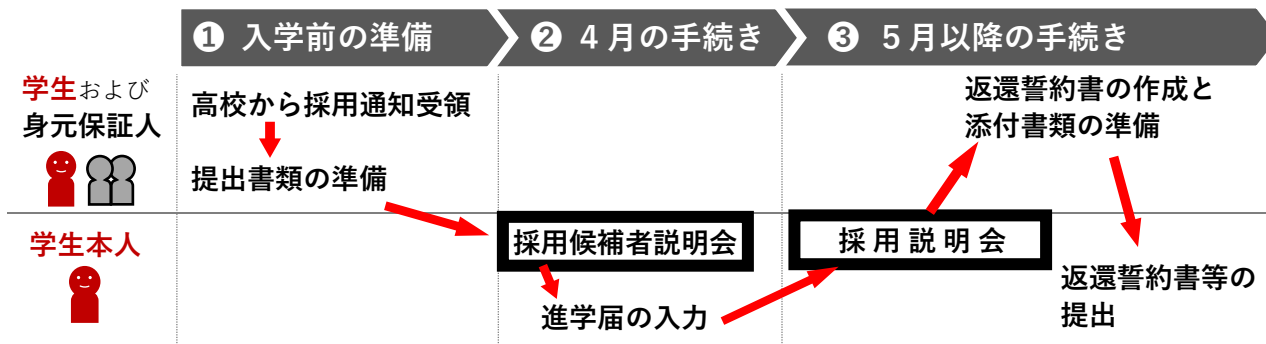 ❶ 入学前の準備
❷ 4月の手続き
❸ 5月以降の手続き
学生および
身元保証人
高校から採用通知受領
提出書類の準備
返還誓約書の作成と
添付書類の準備
学生本人
採用候補者説明会
進学届の入力
採用説明会
返還誓約書等の
提出